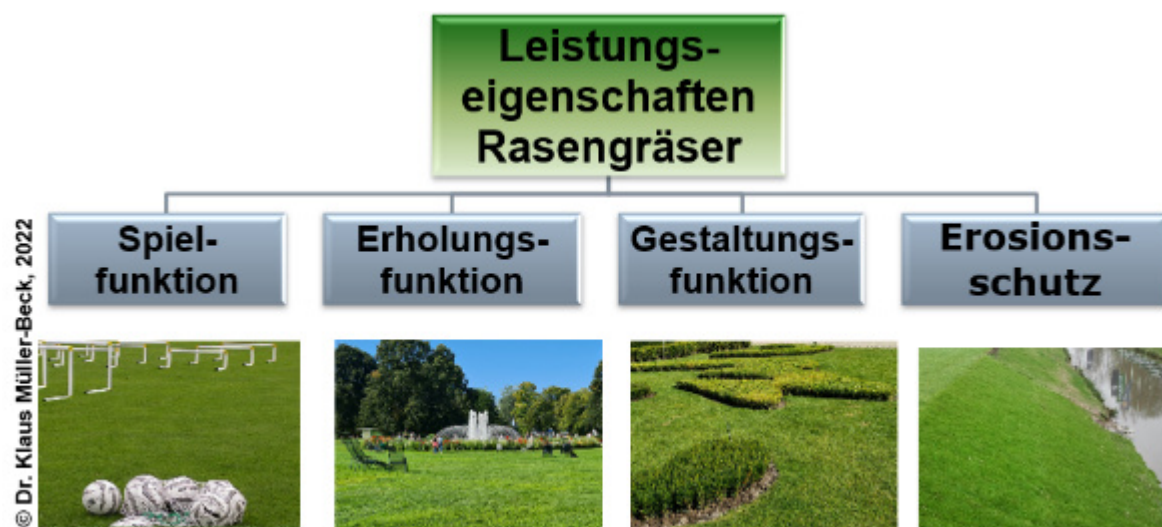 Leistungs-
eigenschaften
Rasengräser
Spiel-
funktion
Erholungs-
funktion
Gestaltungs-
funktion
Erosions-
schutz
© Dr. Klaus Müller-Beck, 2022